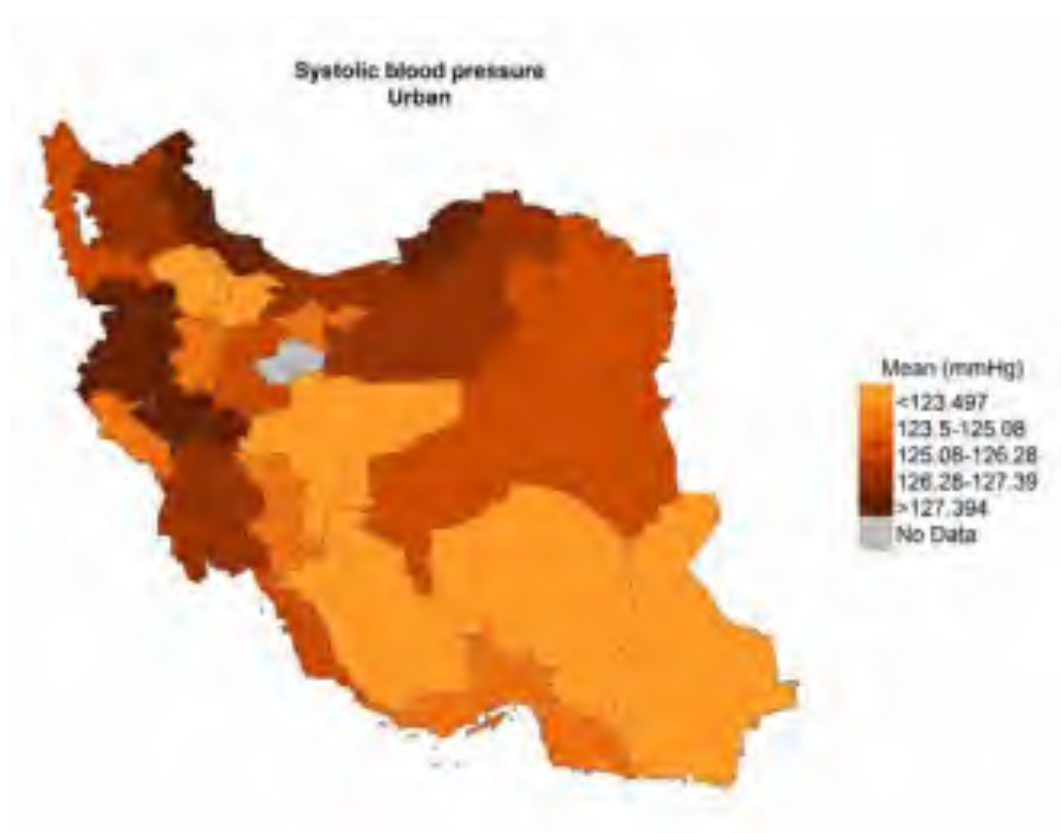 Systolic blood pressure
Urban
Mean (mmHg)
<123.497
123.5-125.08
125.08-126.28
126.28-127.39
>127.394
No Data